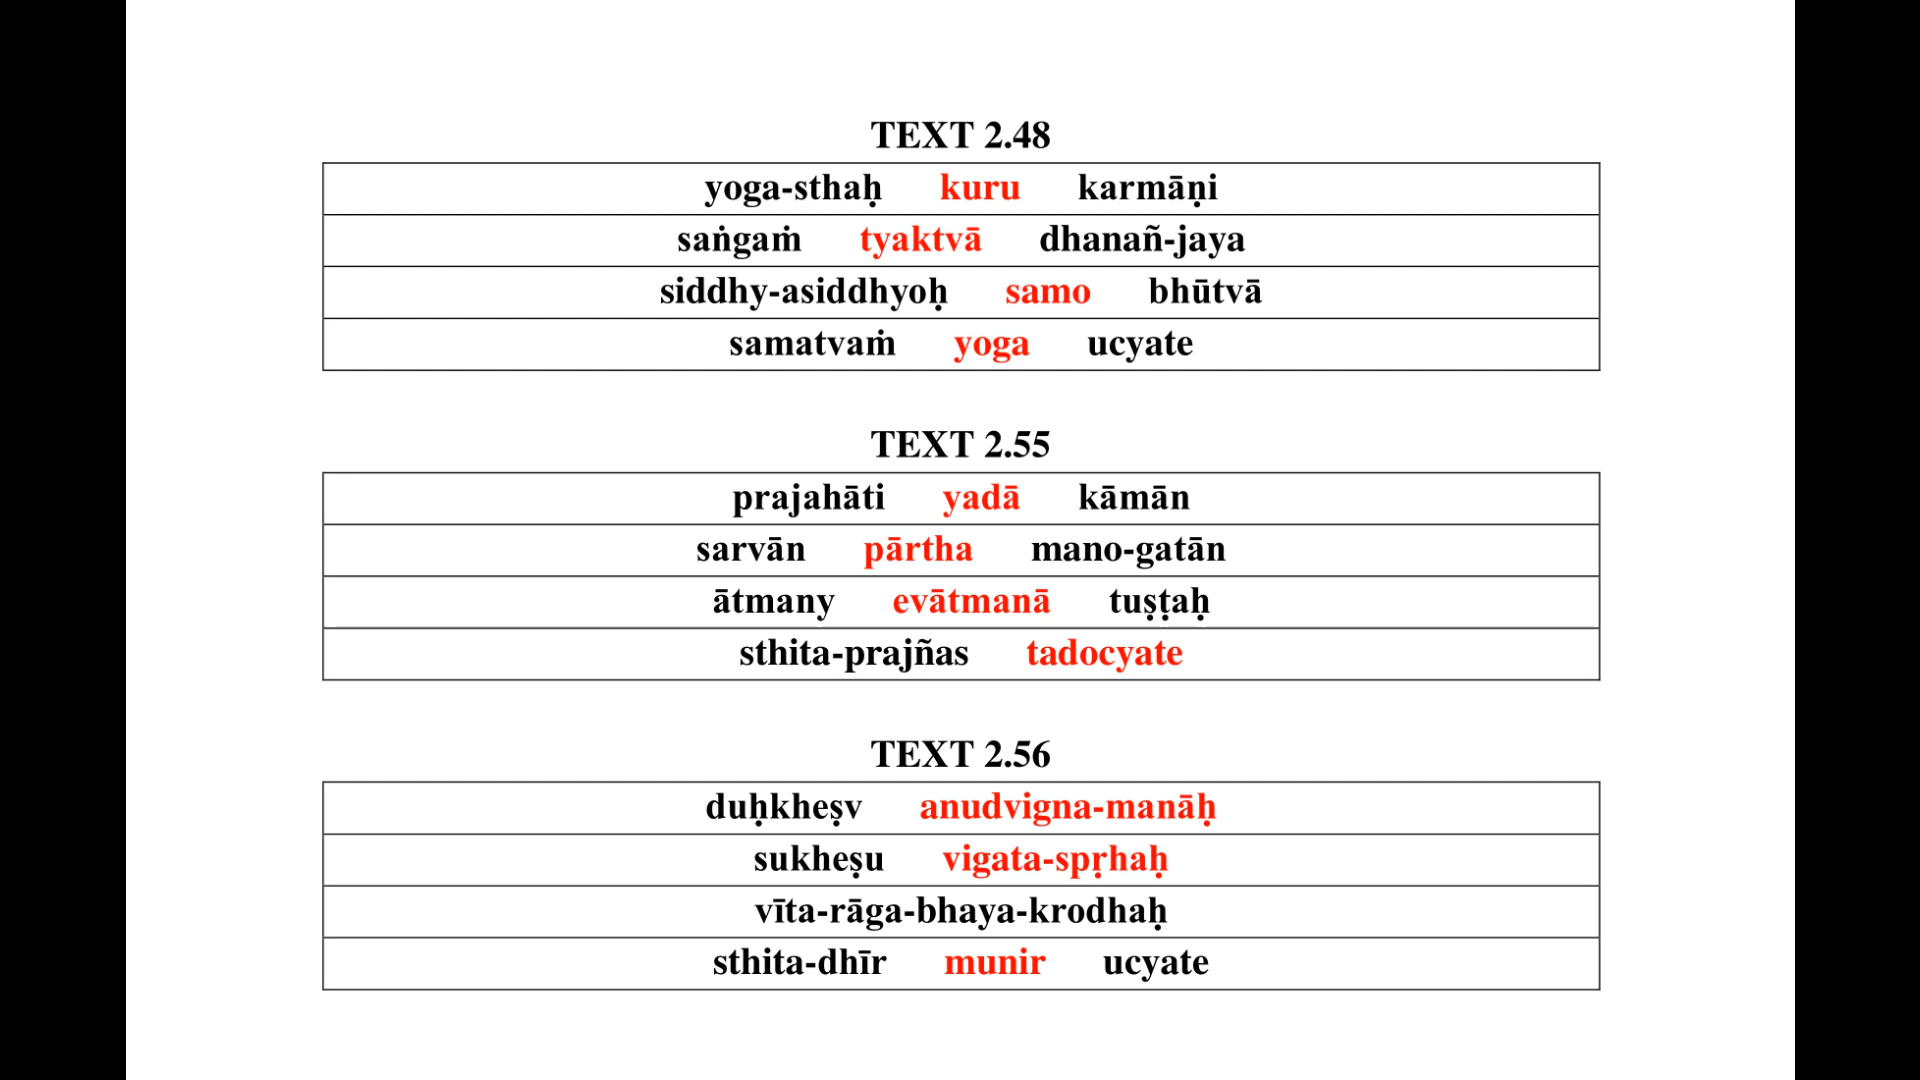 TEXT 2.48
yoga-sthaḥ kuru karmāṇi
saṅgaṁ tyaktvā dhanañ-jaya
siddhy-asiddhyoḥ samo bhūtvā
samatvaṁ yoga ucyate
TEXT 2.55
prajahāti yadā kāmān
sarvān pārtha mano-gatān
ātmany evātmanā tuṣṭaḥ
sthita-prajñas tadocyate
TEXT 2.56
duḥkheṣv anudvigna-manāḥ
sukheṣu vigata-spṛhaḥ
vīta-rāga-bhaya-krodhaḥ
sthita-dhīr munir ucyate